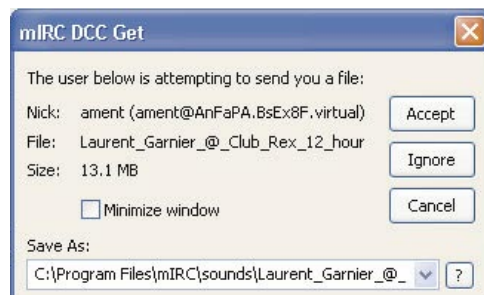 mIRC DCC Get
The user below is attempting to send you a file:
Nick: ament (ament@AnFaPA.BsEx8F.virtual)
Accept
File: Laurent_Garnier_@_Club_Rex_12_hour
Size: 13.1 MB
Ignore
Minimize window
Cancel
Save As:
C:\Program Files\mIRC\sounds\Laurent_Garnier_@_
?